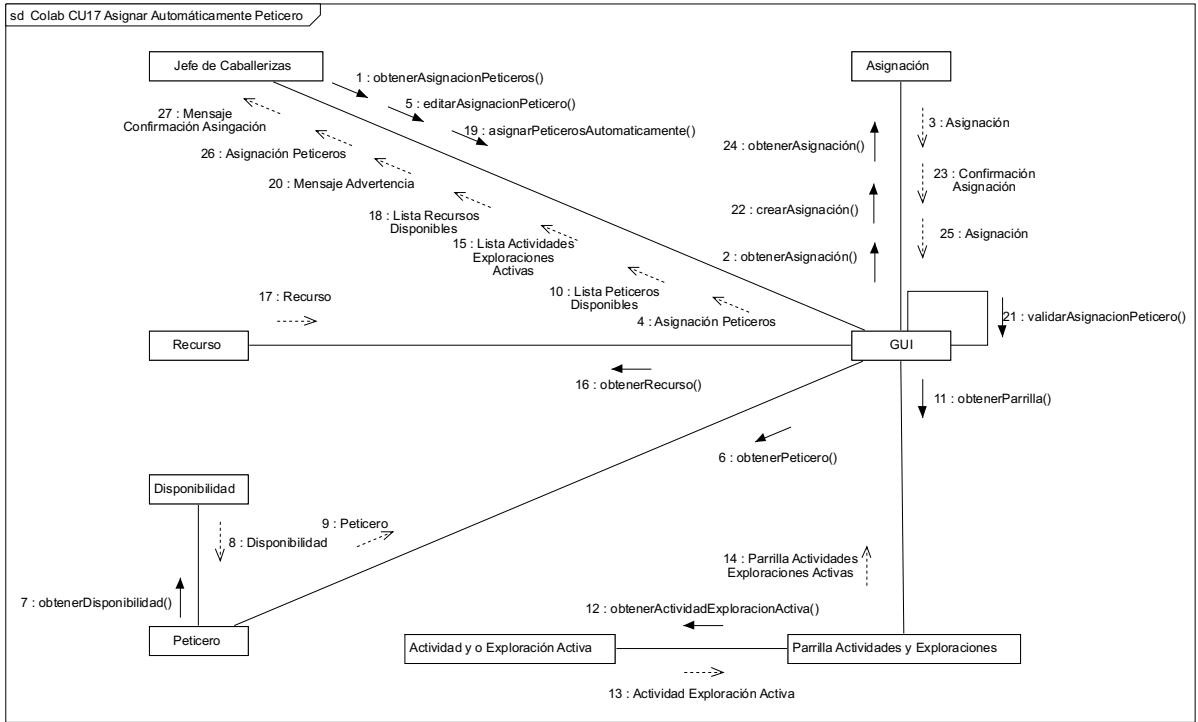 sd Colab CU17 Asignar Automáticamente Peticero
Jefe de Caballerizas
Asignación
1 : obtenerAsignacionPeticeros()
5 : editarAsignacionPeticero()
19 : asignarPeticerosAutomaticamente()
27 : Mensaje
Confirmación Asingación
26 : Asignación Peticeros
20 : Mensaje Advertencia
18 : Lista Recursos
Disponibles
15 : Lista Actividades
Exploraciones
Activas
10 : Lista Peticeros
Disponibles
4 : Asignación Peticeros
3 : Asignación
24 : obtenerAsignación()
23 : Confirmación
Asignación
22 : crearAsignación()
25 : Asignación
2 : obtenerAsignación()
17 : Recurso
21 : validarAsignacionPeticero()
Recurso
GUI
16 : obtenerRecurso()
11 : obtenerParrilla()
6 : obtenerPeticero()
Disponibilidad
9 : Peticero
8 : Disponibilidad
14 : Parrilla Actividades
Exploraciones Activas
7 : obtenerDisponibilidad()
12 : obtenerActividadExploracionActiva()
Peticero
Actividad y o Exploración Activa
Parrilla Actividades y Exploraciones
13 : Actividad Exploración Activa